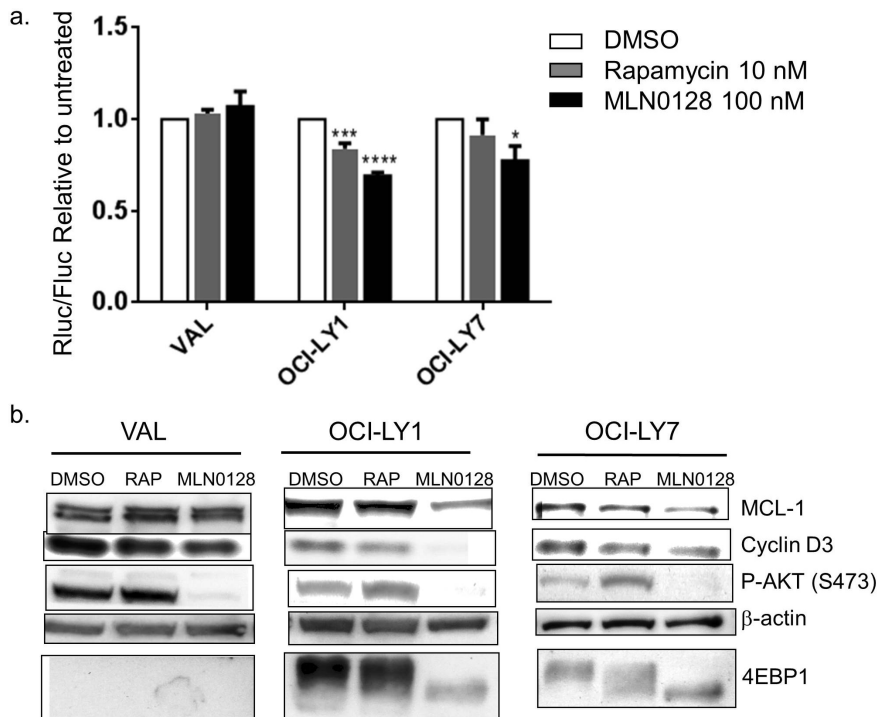 a.
Rluc/Fluc Relative to untreated
1.5
1.0
0.5
0.0
***
****
*
VAL
OCI-LY1
OCI-LY7
DMSO
Rapamycin 10 nM
MLN0128 100 nM
b.
VAL
OCI-LY1
OCI-LY7
DMSO RAP MLN0128
DMSO RAP MLN0128
DMSO RAP MLN0128
MCL-1
Cyclin D3
P-AKT (S473)
β-actin
4EBP1